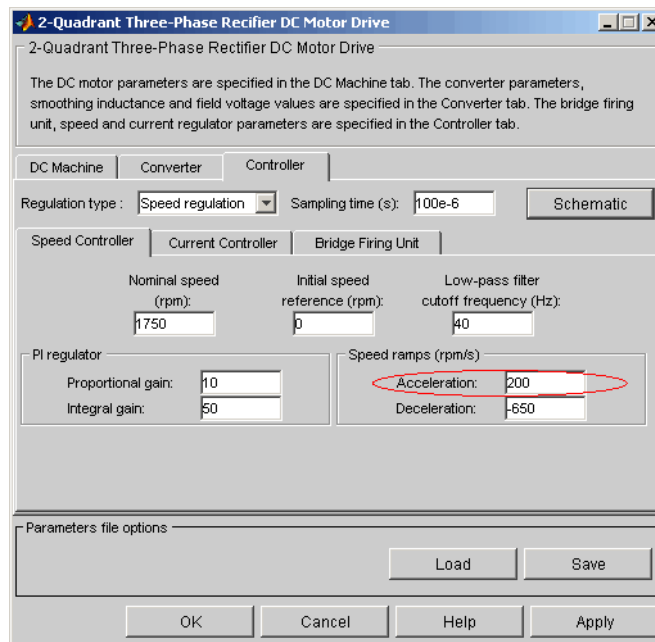 2-Quadrant Three-Phase Rectifier DC Motor Drive
2-Quadrant Three-Phase Rectifier DC Motor Drive
The DC motor parameters are specified in the DC Machine tab. The converter parameters,
smoothing inductance and field voltage values are specified in the Converter tab. The bridge firing
unit, speed and current regulator parameters are specified in the Controller tab.
DC Machine Converter Controller
Regulation type : Speed regulation Sampling time (s): 100e-6 Schematic
Speed Controller Current Controller Bridge Firing Unit
Nominal speed Initial speed Low-pass filter
(rpm): reference (rpm): cutoff frequency (Hz):
1750 0 40
PI regulator Speed ramps (rpm/s)
Proportional gain: 10 Acceleration: 200
Integral gain: 50 Deceleration: -650
Parameters file options
Load Save
OK Cancel Help Apply